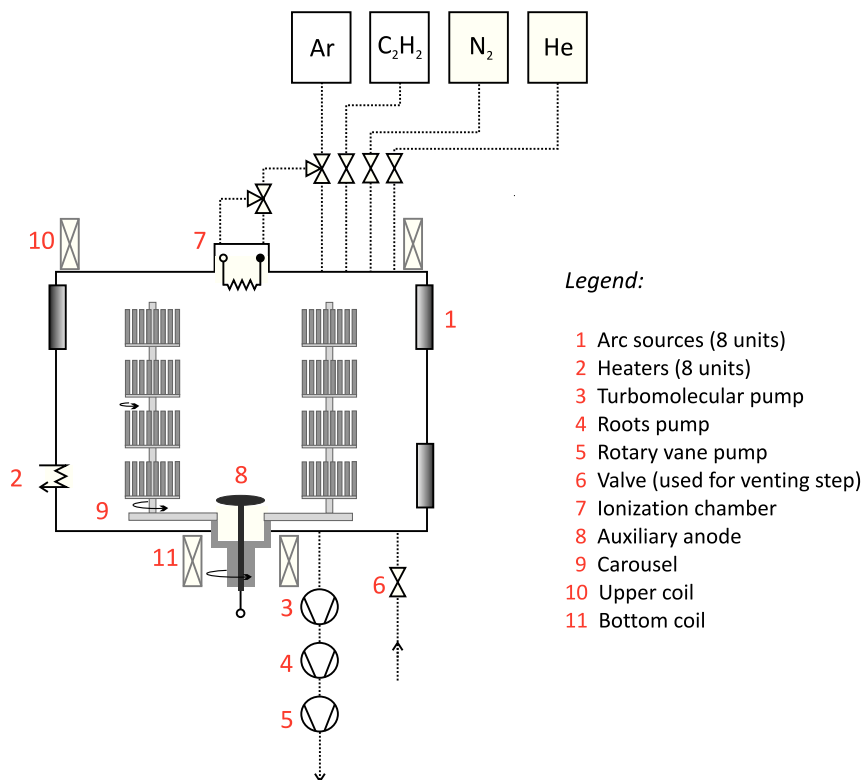 Ar
C₂H₂
N₂
He
10
7
1
2
8
9
11
6
3
4
5
Legend:
1 Arc sources (8 units)
2 Heaters (8 units)
3 Turbomolecular pump
4 Roots pump
5 Rotary vane pump
6 Valve (used for venting step)
7 Ionization chamber
8 Auxiliary anode
9 Carousel
10 Upper coil
11 Bottom coil